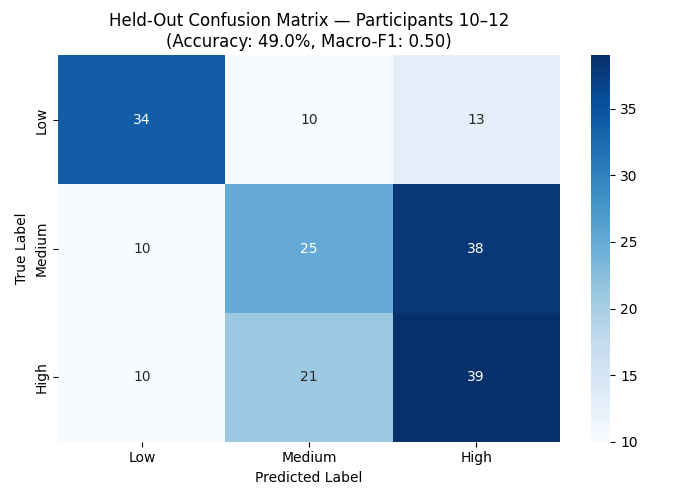 Held-Out Confusion Matrix — Participants 10–12
(Accuracy: 49.0%, Macro-F1: 0.50)
True Label
Low
34
10
13
Medium
10
25
38
High
10
21
39
Low
Medium
High
Predicted Label
35
30
25
20
15
10